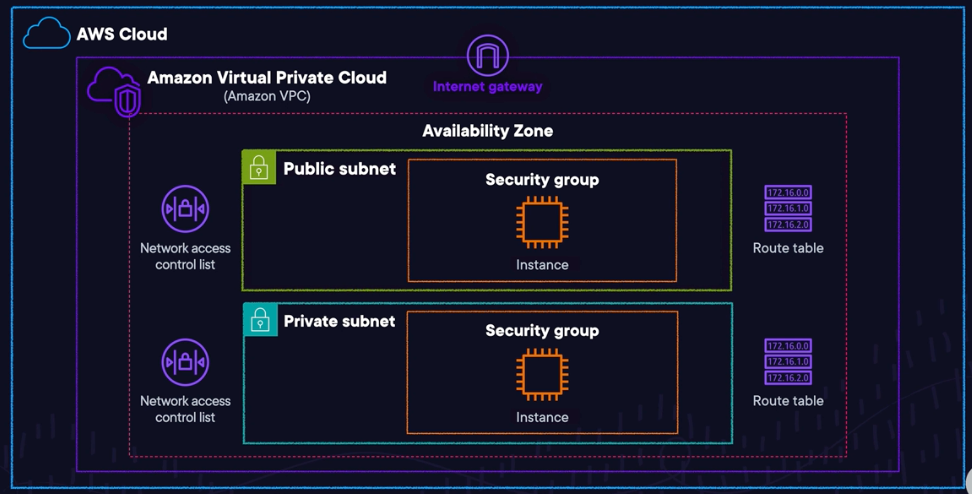 AWS Cloud
Amazon Virtual Private Cloud
(Amazon VPC)
Internet gateway
Availability Zone
Public subnet
Security group
Instance
Network access
control list
172.16.0.0
172.16.1.0
172.16.2.0
Route table
Private subnet
Security group
Instance
Network access
control list
172.16.0.0
172.16.1.0
172.16.2.0
Route table